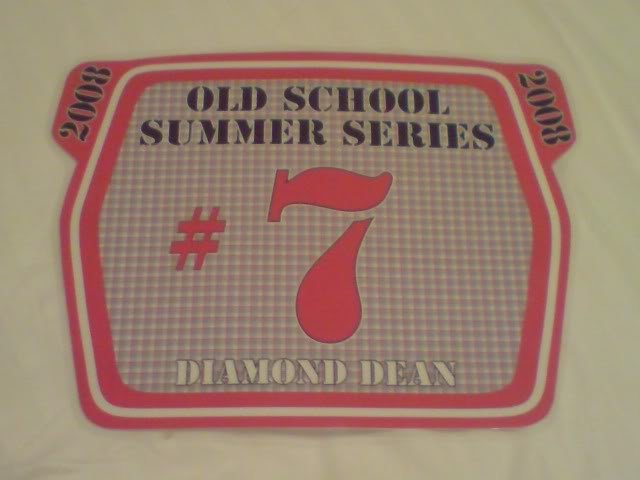 2008
2008
OLD SCHOOL
SUMMER SERIES
# 7
DIAMOND DEAN